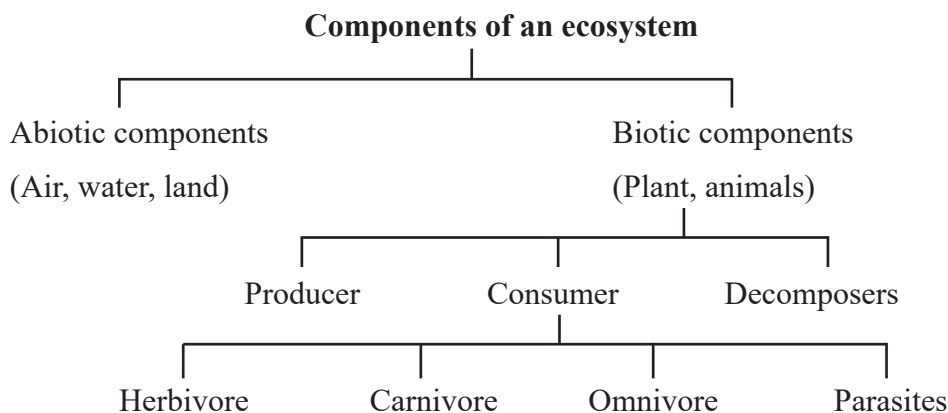 Components of an ecosystem
Abiotic components
Biotic components
(Air, water, land)
(Plant, animals)
Producer
Consumer
Decomposers
Herbivore
Carnivore
Omnivore
Parasites